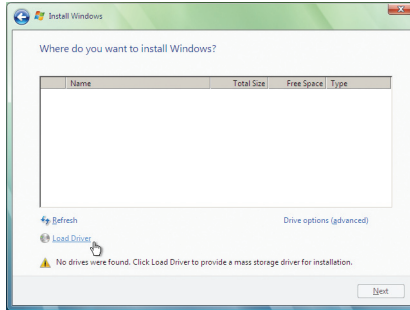 Install Windows
Where do you want to install Windows?
Name Total Size Free Space Type
Refresh Drive options (advanced)
Load Driver
No drives were found. Click Load Driver to provide a mass storage driver for installation.
Next